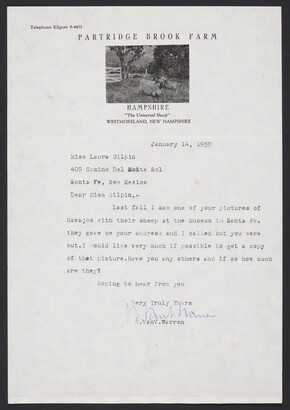 Telephone EXport 9-4433
PARTRIDGE BROOK FARM
HAMPSHIRE
"The Universal Sheep"
WESTMORELAND, NEW HAMPSHIRE
January 14, 1959
Miss Laura Gilpin
409 Camino Del Monte Sol
Santa Fe, New Mexico
Dear Miss Gilpin,-
Last fall I saw one of your pictures of
Navajos with their sheep at the Museum in Santa Fe.
they gave me your address and I called but you were
out.I would like very much if possible to get a copy
of that picture.Have you any others and if so how much
are they?
Hoping to hear from you
Very Truly Yours
VanV.Warren